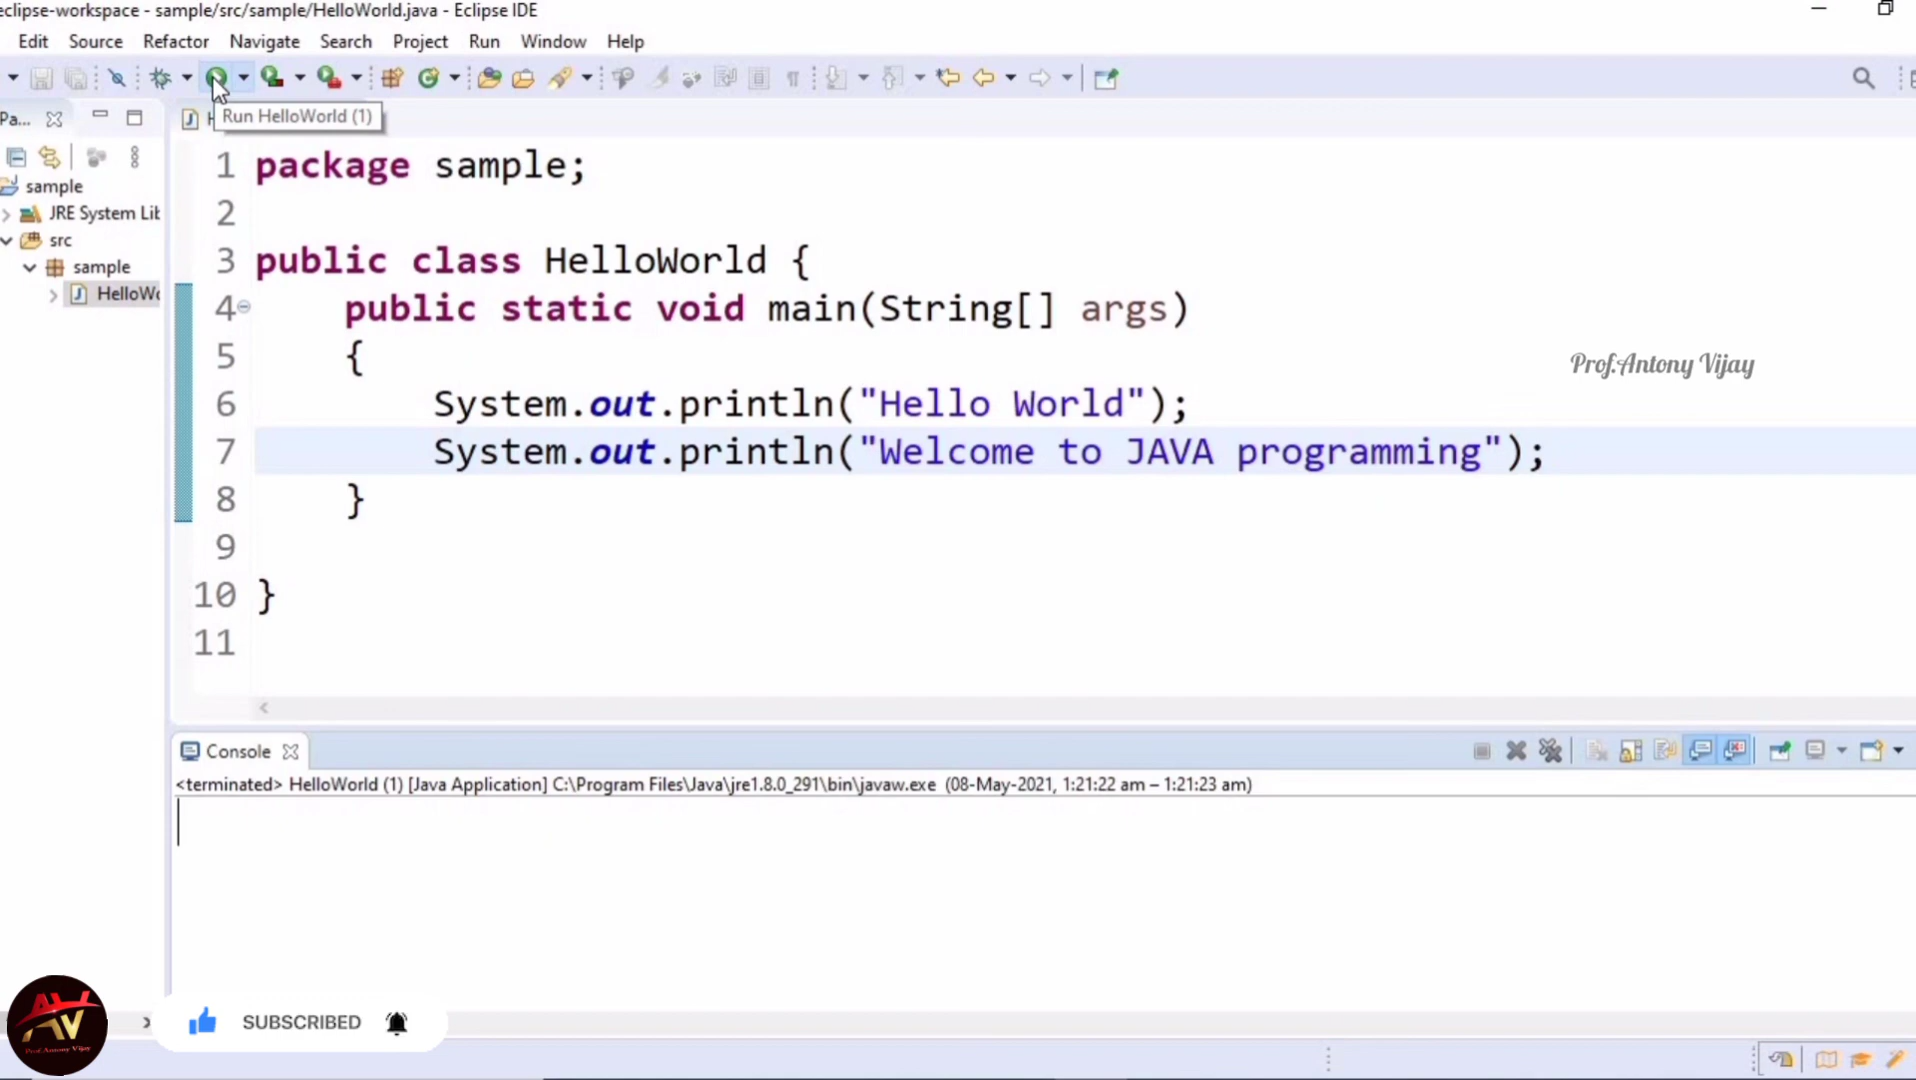 eclipse-workspace - sample/src/sample/HelloWorld.java - Eclipse IDE
Edit Source Refactor Navigate Search Project Run Window Help
Pa...
Run HelloWorld (1)
sample
JRE System Lib
src
sample
HelloWo
1 package sample;
2
3 public class HelloWorld {
4 public static void main(String[] args)
5 {
6 System.out.println("Hello World");
7 System.out.println("Welcome to JAVA programming");
8 }
9
10 }
11
Prof.Antony Vijay
Console
<terminated> HelloWorld (1) [Java Application] C:\Program Files\Java\jre1.8.0_291\bin\javaw.exe (08-May-2021, 1:21:22 am – 1:21:23 am)
AV
Prof.Antony Vijay
SUBSCRIBED